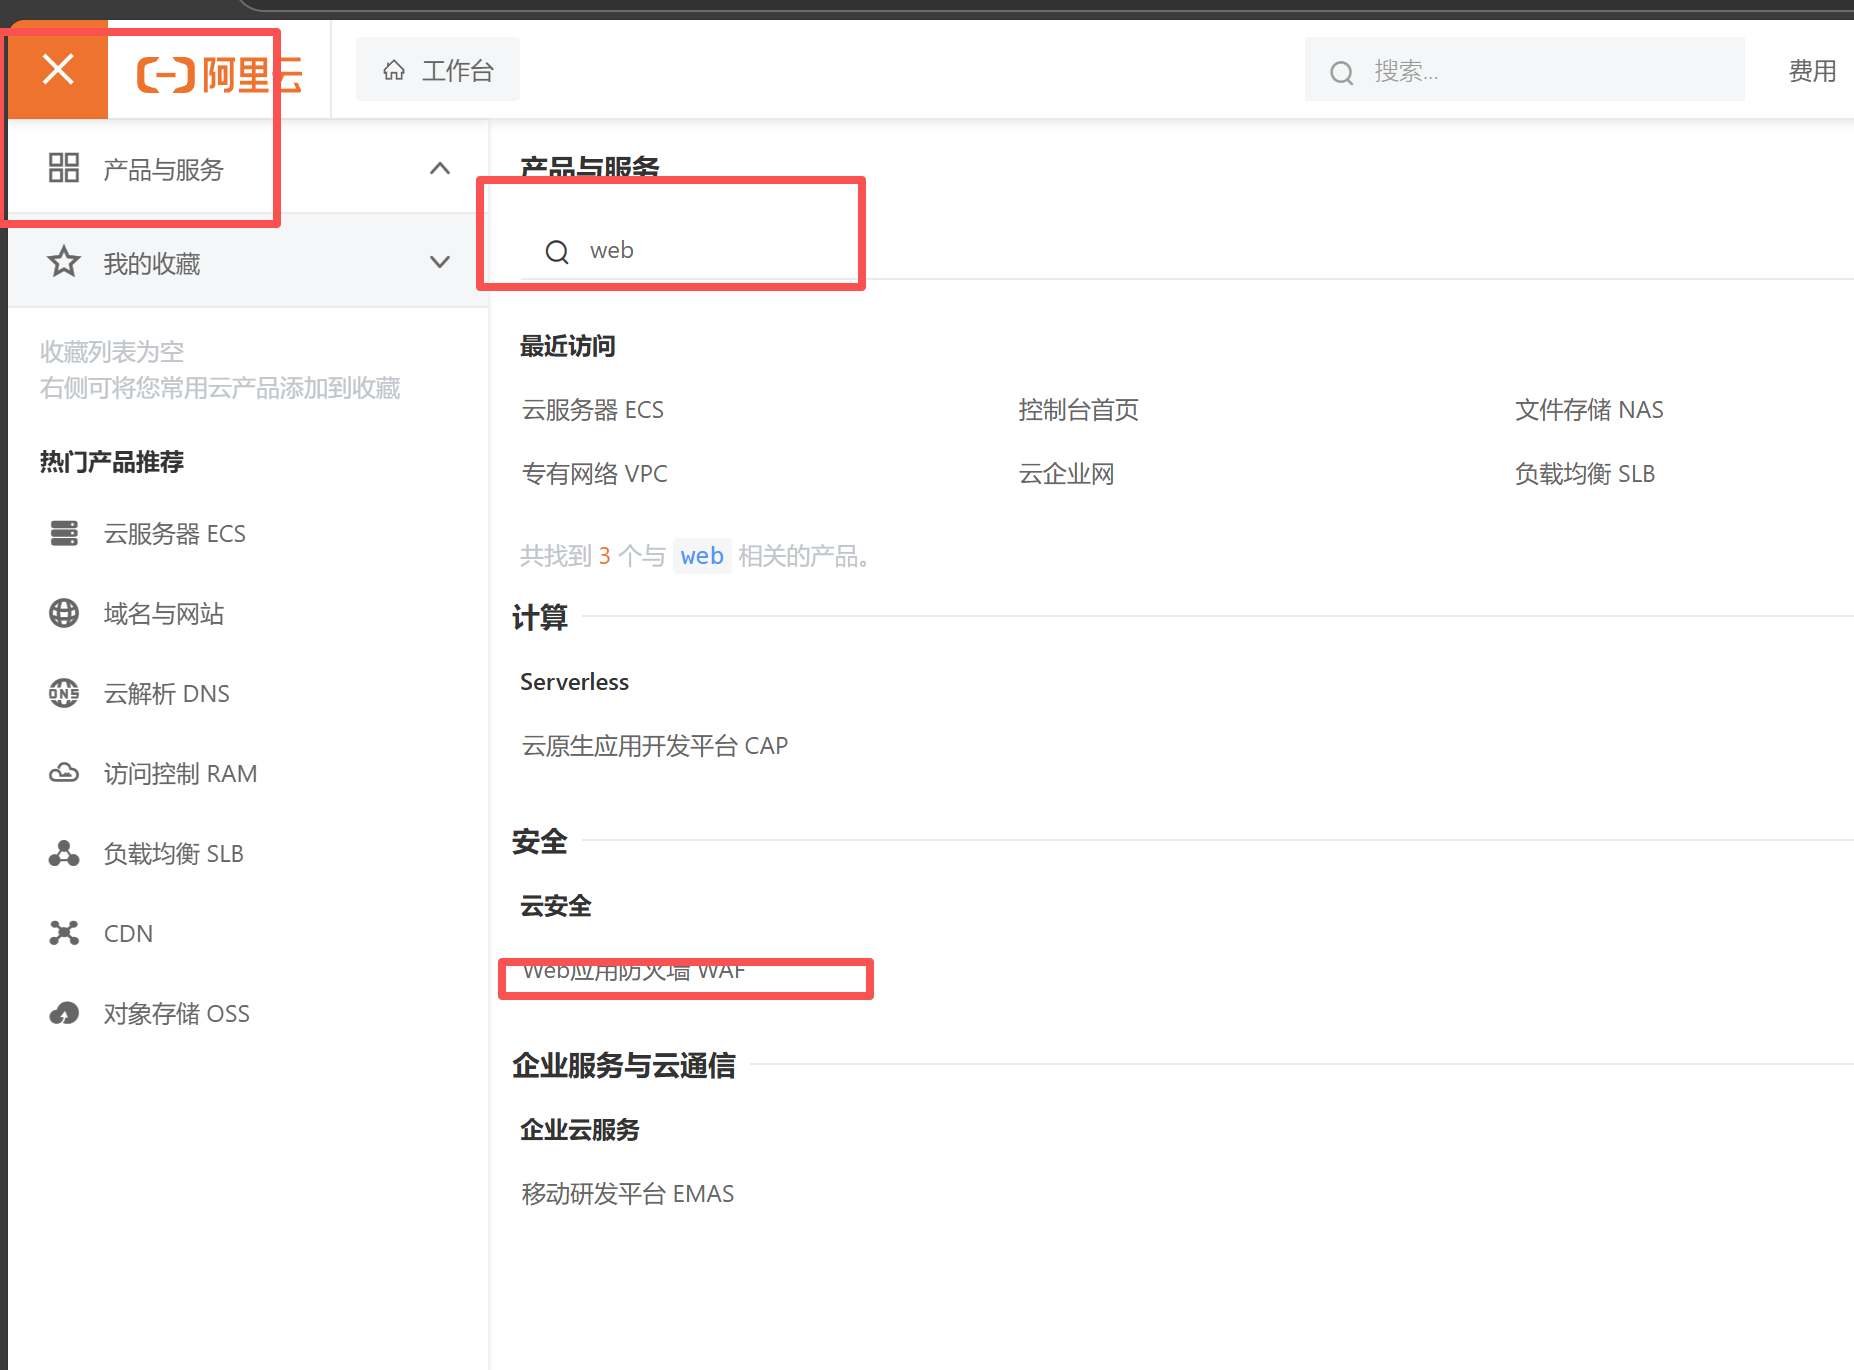 阿里云
工作台
搜索...
费用
产品与服务
我的收藏
收藏列表为空
右侧可将您常用云产品添加到收藏
热门产品推荐
云服务器 ECS
域名与网站
DNS
云解析 DNS
访问控制 RAM
负载均衡 SLB
CDN
对象存储 OSS
产品与服务
web
最近访问
云服务器 ECS
控制台首页
文件存储 NAS
专有网络 VPC
云企业网
负载均衡 SLB
共找到 3 个与 web 相关的产品。
计算
Serverless
云原生应用开发平台 CAP
安全
云安全
Web应用防火墙 WAF
企业服务与云通信
企业云服务
移动研发平台 EMAS